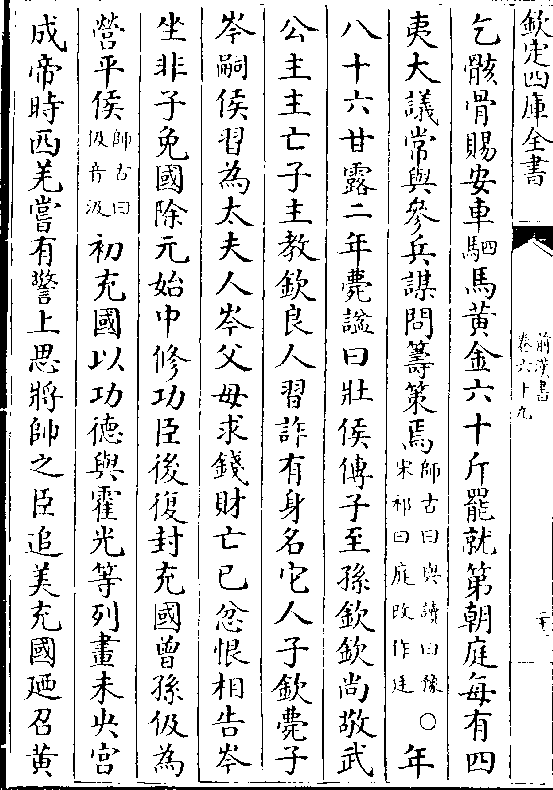 欽定四庫全書
前漢書
卷六十九
乞骸骨賜安車駟馬黃金六十斤罷就第朝庭每有四
夷大議常與參兵謀問籌策焉師古曰與讀曰豫○宋祁曰庭改作廷年
八十六甘露二年薨諡曰壯侯傳子至孫欽欽尚敬武
公主主亡子主教欽良人習詐有身名它人子欽薨子
岑嗣侯習為太夫人岑父母求錢財亡已忿恨相告岑
坐非子免國除元始中修功臣後復封充國曾孫伋為
營平侯師古曰伋音汲初充國以功德與霍光等列畫未央宮
成帝時西羌嘗有警上思將帥之臣追美充國廼召黃